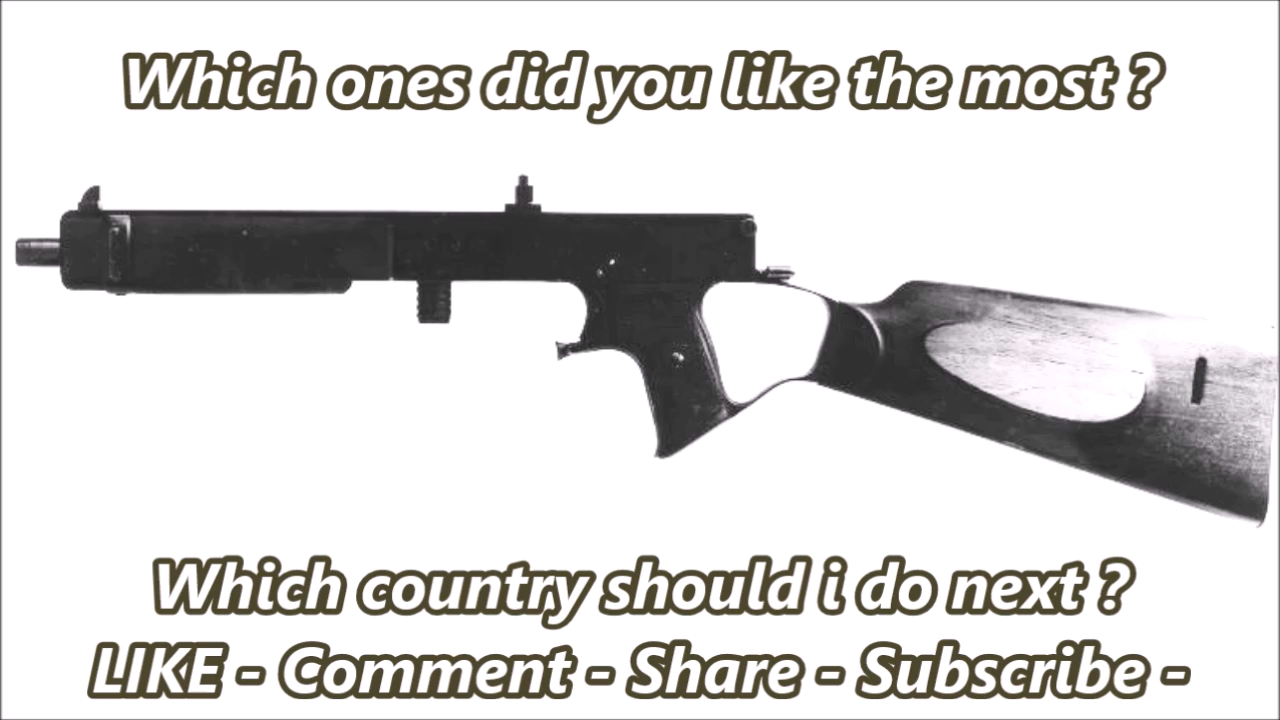 Which ones did you like the most ?
Which country should i do next ?
LIKE - Comment - Share - Subscribe -